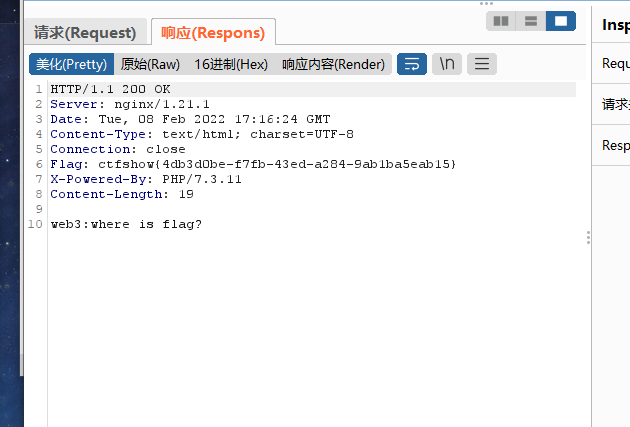 请求(Request) 响应(Respons)
美化(Pretty) 原始(Raw) 16进制(Hex) 响应内容(Render) \n
1 HTTP/1.1 200 OK
2 Server: nginx/1.21.1
3 Date: Tue, 08 Feb 2022 17:16:24 GMT
4 Content-Type: text/html; charset=UTF-8
5 Connection: close
6 Flag: ctfshow{4db3d0be-f7fb-43ed-a284-9ab1ba5eab15}
7 X-Powered-By: PHP/7.3.11
8 Content-Length: 19
9
10 web3:where is flag?
Insp
Requ
请求
Resp